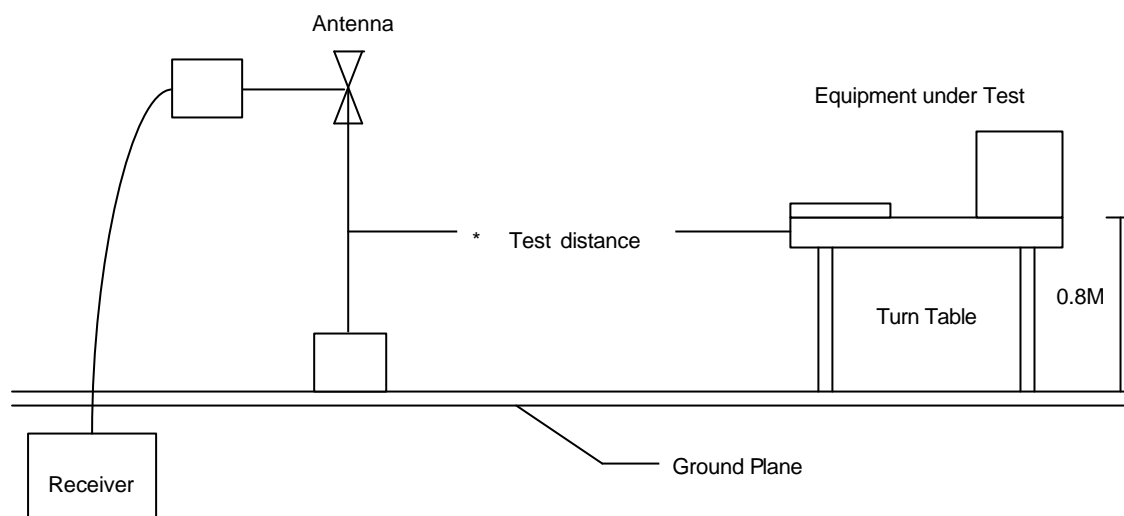 Antenna
Equipment under Test
* Test distance
0.8M
Turn Table
Ground Plane
Receiver